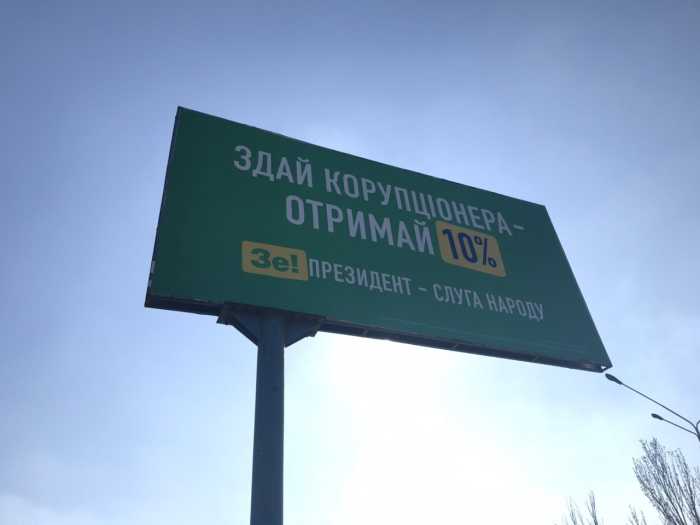 ЗДАЙ КОРУПЦІОНЕРА-
ОТРИМАЙ 10%
Зе! ПРЕЗИДЕНТ - СЛУГА НАРОДУ